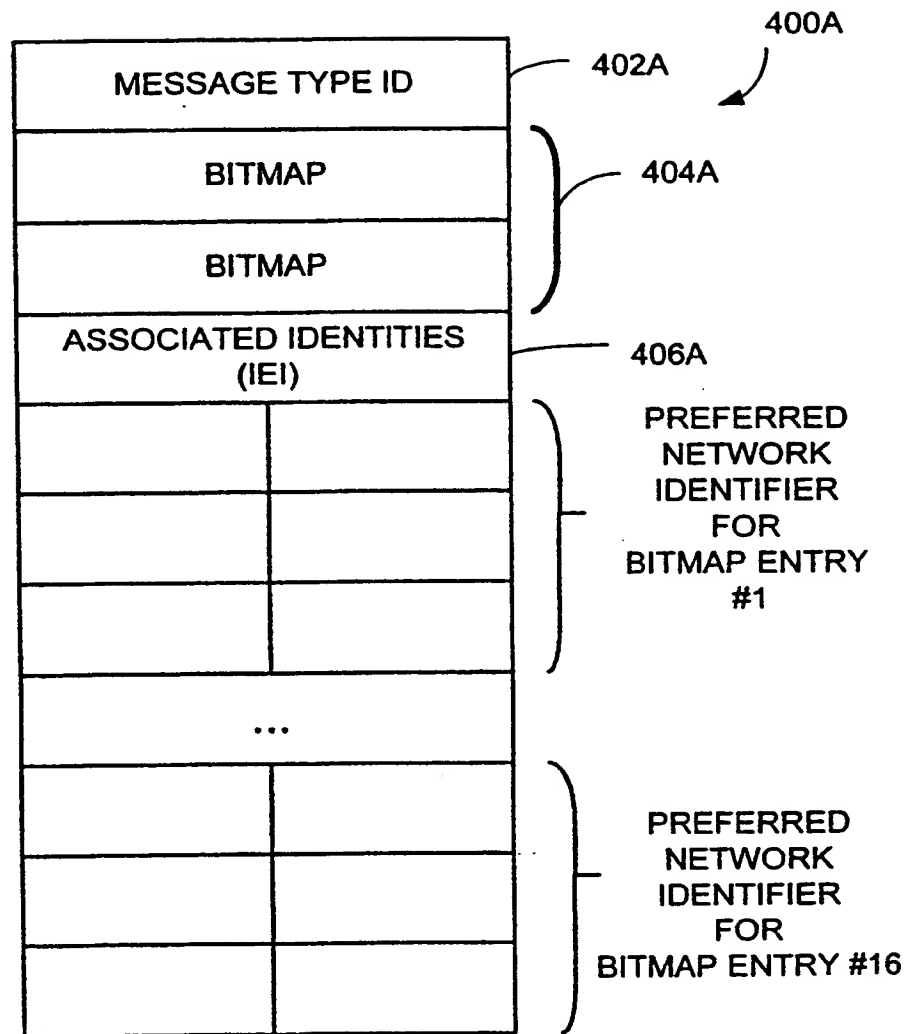 400A
MESSAGE TYPE ID
402A
BITMAP
404A
BITMAP
ASSOCIATED IDENTITIES
(IEI)
406A
PREFERRED
NETWORK
IDENTIFIER
FOR
BITMAP ENTRY
#1
...
PREFERRED
NETWORK
IDENTIFIER
FOR
BITMAP ENTRY #16